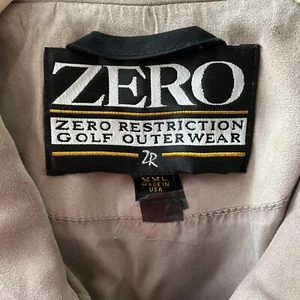 ZERO
ZERO RESTRICTION
GOLF OUTERWEAR
ZR
XXL
MADE IN
USA